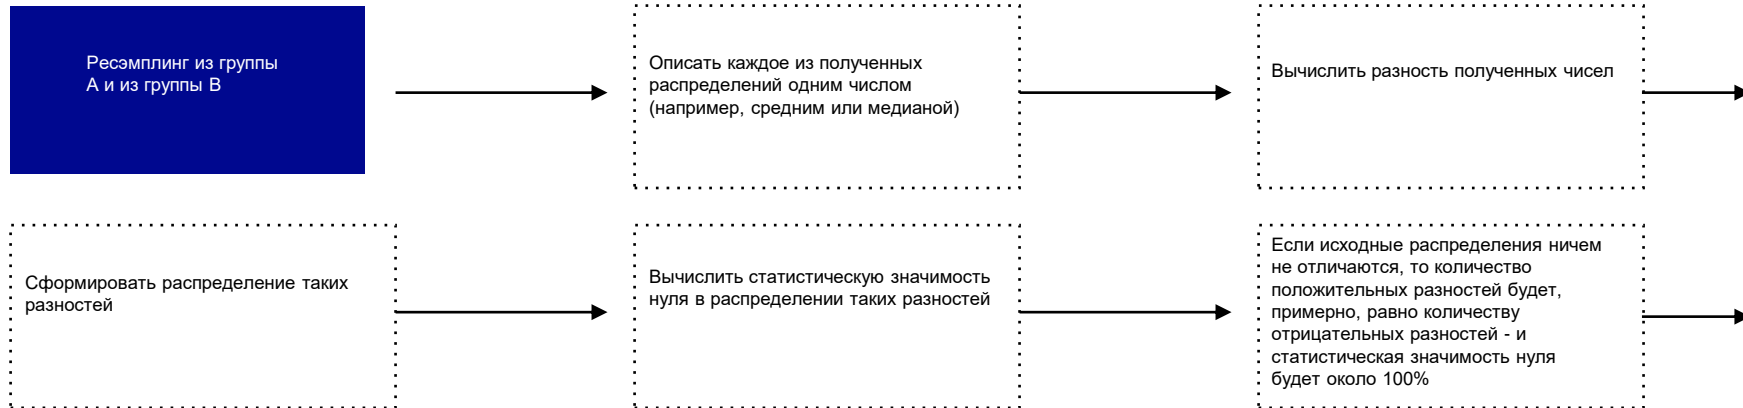 Ресэмплинг из группы
А и из группы В
Описать каждое из полученных
распределений одним числом
(например, средним или медианой)
Вычислить разность полученных чисел
Сформировать распределение таких
разностей
Вычислить статистическую значимость
нуля в распределении таких разностей
Если исходные распределения ничем
не отличаются, то количество
положительных разностей будет,
примерно, равно количеству
отрицательных разностей - и
статистическая значимость нуля
будет около 100%